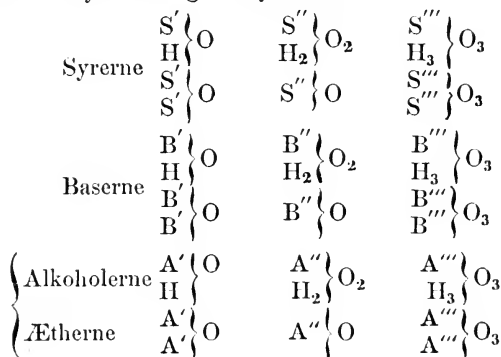 S′ S″ S‴
H } O H₂ } O₂ H₃ } O₃
Syrerne
S′ S″ } O S‴
S′ } O S‴ } O₃
B′ B″ B‴
H } O H₂ } O₂ H₃ } O₃
Baserne
B′ B″ } O B‴
B′ } O B‴ } O₃
{ Alkoholerne A′ } O A″ } O₂ A‴ } O₃
H H₂ H₃
Ætherne A′ } O A″ } O A‴ } O₃
A′ A‴